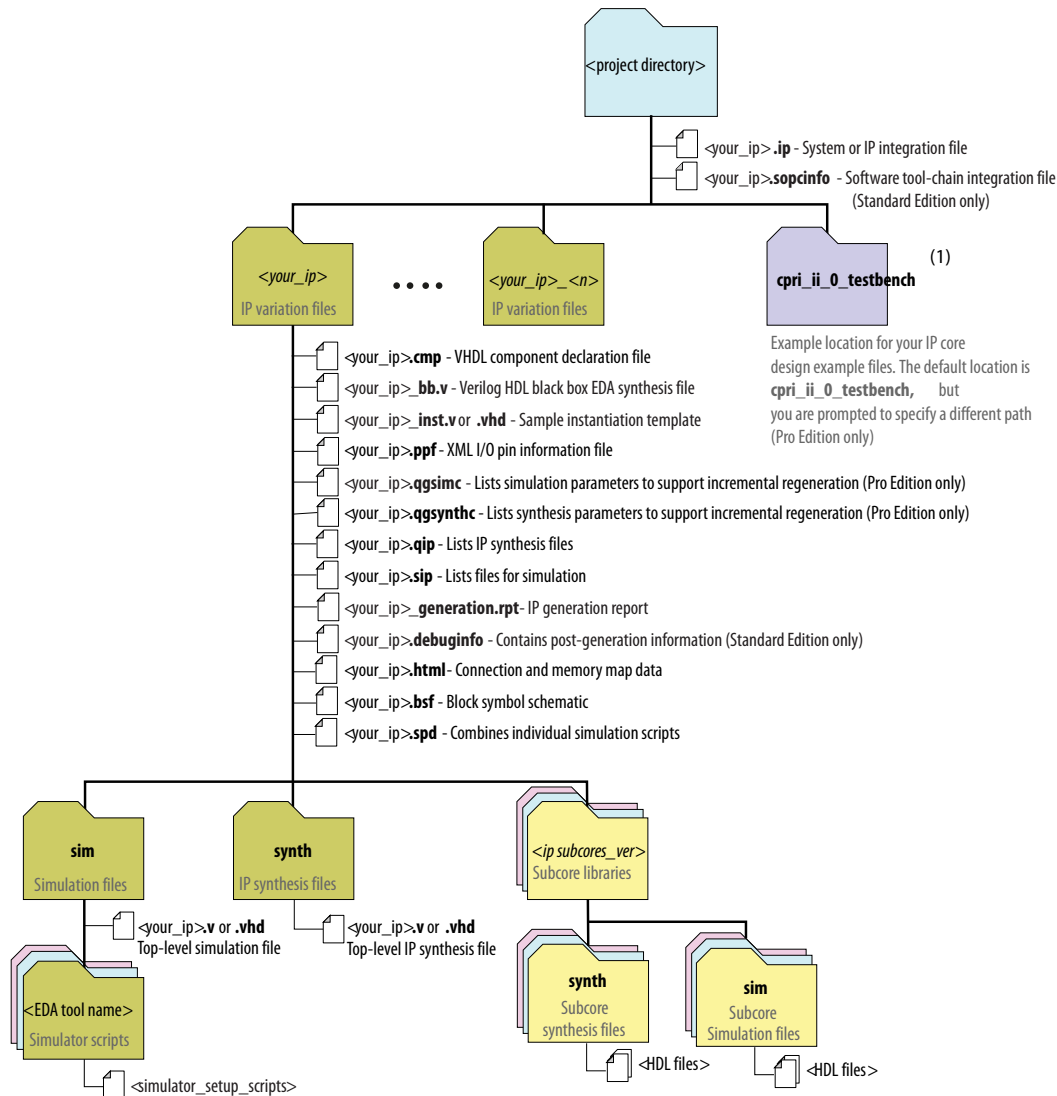 <project directory>
<your_ip>.ip - System or IP integration file
<your_ip>.sopcinfo - Software tool-chain integration file
(Standard Edition only)
<your_ip>
IP variation files
<your_ip>_<n>
IP variation files
cpri_ii_0_testbench
(1)
Example location for your IP core
design example files. The default location is
cpri_ii_0_testbench, but
you are prompted to specify a different path
(Pro Edition only)
<your_ip>.cmp - VHDL component declaration file
<your_ip>_bb.v - Verilog HDL black box EDA synthesis file
<your_ip>_inst.v or .vhd - Sample instantiation template
<your_ip>.ppf - XML I/O pin information file
<your_ip>.qgsimc - Lists simulation parameters to support incremental regeneration (Pro Edition only)
<your_ip>.qgsynthc - Lists synthesis parameters to support incremental regeneration (Pro Edition only)
<your_ip>.qip - Lists IP synthesis files
<your_ip>.sip - Lists files for simulation
<your_ip>_generation.rpt- IP generation report
<your_ip>.debuginfo - Contains post-generation information (Standard Edition only)
<your_ip>.html- Connection and memory map data
<your_ip>.bsf - Block symbol schematic
<your_ip>.spd - Combines individual simulation scripts
sim
Simulation files
synth
IP synthesis files
<ip subcores_ver>
Subcore libraries
<your_ip>.v or .vhd
Top-level simulation file
<your_ip>.v or .vhd
Top-level IP synthesis file
<EDA tool name>
Simulator scripts
<simulator_setup_scripts>
synth
Subcore
synthesis files
<HDL files>
sim
Subcore
Simulation files
<HDL files>